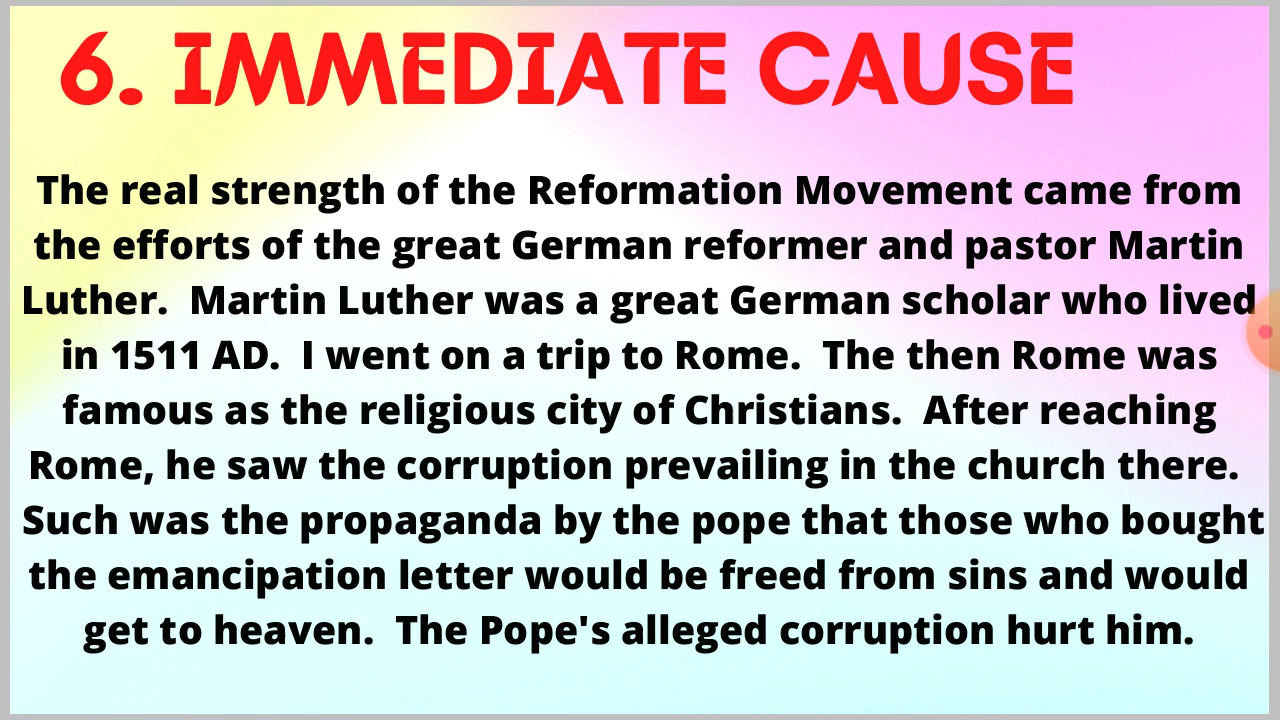 6. IMMEDIATE CAUSE
The real strength of the Reformation Movement came from
the efforts of the great German reformer and pastor Martin
Luther.  Martin Luther was a great German scholar who lived
in 1511 AD.  I went on a trip to Rome.  The then Rome was
famous as the religious city of Christians.  After reaching
Rome, he saw the corruption prevailing in the church there.
Such was the propaganda by the pope that those who bought
the emancipation letter would be freed from sins and would
get to heaven.  The Pope's alleged corruption hurt him.